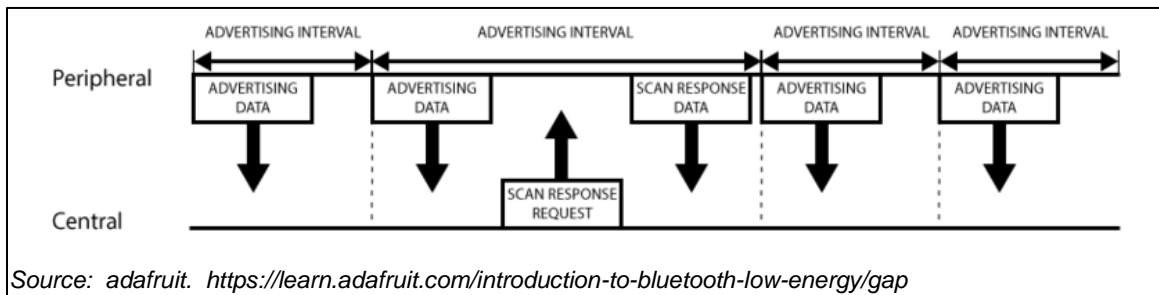 ADVERTISING INTERVAL ADVERTISING INTERVAL ADVERTISING INTERVAL ADVERTISING INTERVAL
Peripheral
ADVERTISING DATA
ADVERTISING DATA
SCAN RESPONSE DATA
ADVERTISING DATA
ADVERTISING DATA
SCAN RESPONSE
REQUEST
Central
Source: adafruit. https://learn.adafruit.com/introduction-to-bluetooth-low-energy/gap